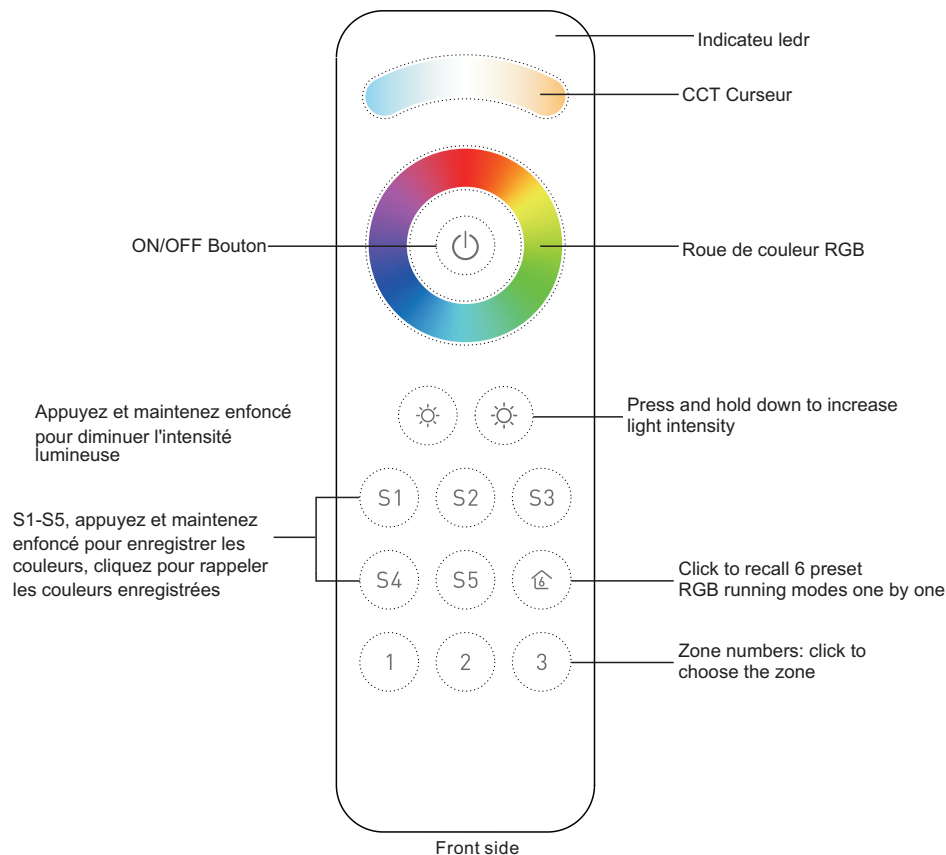 Indicateu ledr
CCT Curseur
ON/OFF Bouton
Roue de couleur RGB
Appuyez et maintenez enfoncé
pour diminuer l'intensité
lumineuse
Press and hold down to increase
light intensity
S1-S5, appuyez et maintenez
enfoncé pour enregistrer les
couleurs, cliquez pour rappeler
les couleurs enregistrées
S1 S2 S3
S4 S5 6
Click to recall 6 preset
RGB running modes one by one
1 2 3
Zone numbers: click to
choose the zone
Front side